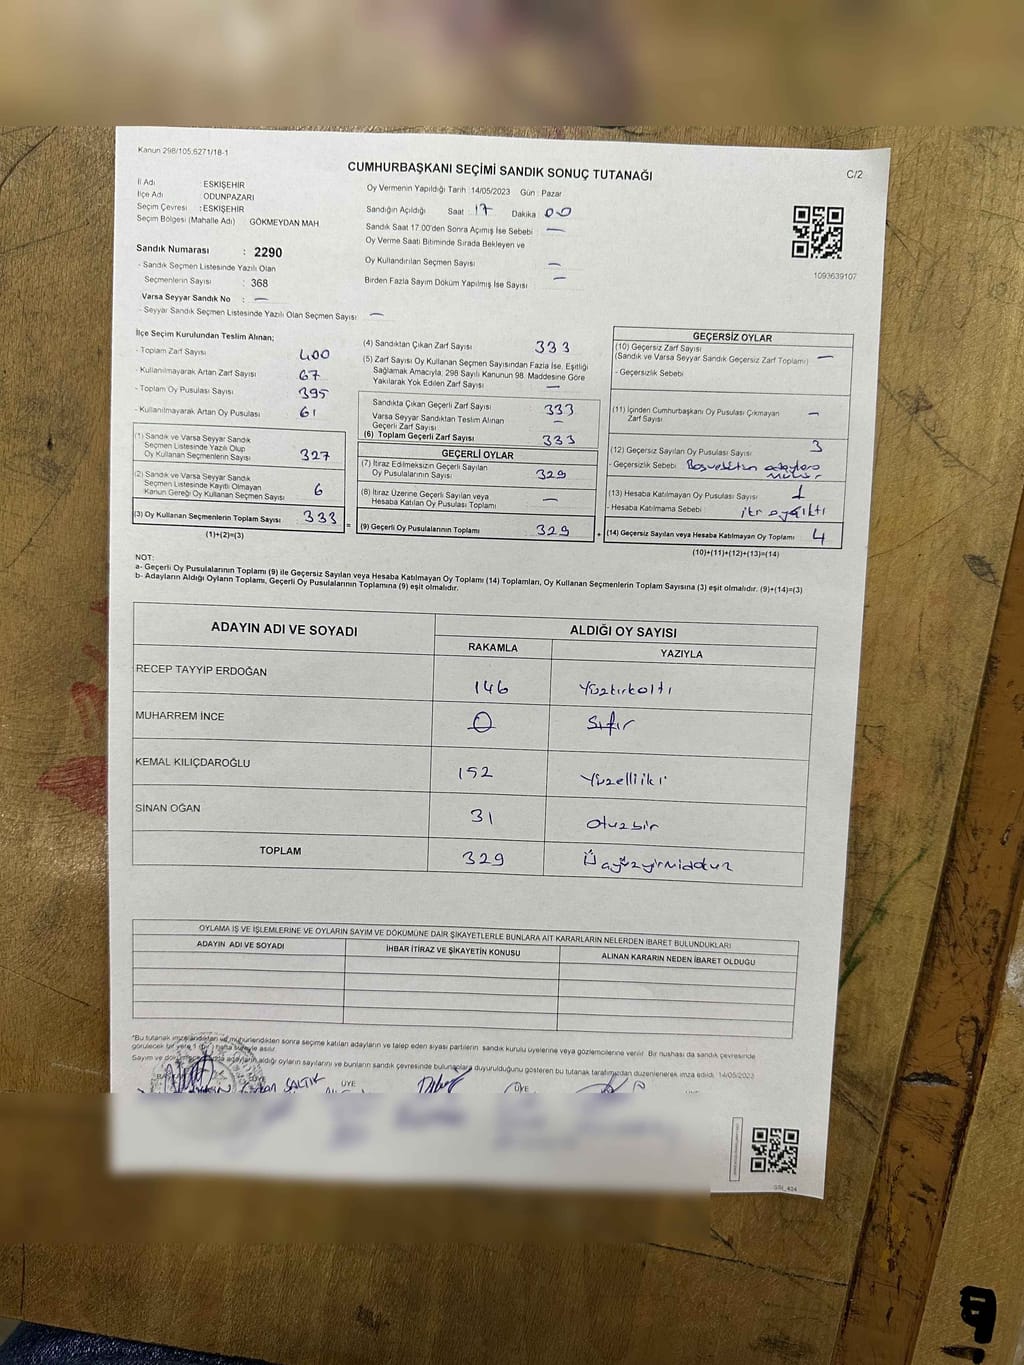 Kanun 298/105,6271/18-1
CUMHURBAŞKANI SEÇİMİ SANDIK SONUÇ TUTANAĞI
C/2
İl Adı : ESKİŞEHİR
İlçe Adı ODUNPAZARI
Seçim Çevresi : ESKİŞEHİR
Seçim Bölgesi (Mahalle Adı) GÖKMEYDAN MAH
Sandık Numarası : 2290
- Sandık Seçmen Listesinde Yazılı Olan
Seçmenlerin Sayısı : 368
Varsa Seyyar Sandık No : —
- Seyyar Sandık Seçmen Listesinde Yazılı Olan Seçmen Sayısı —
Oy Vermenin Yapıldığı Tarih : 14/05/2023 Gün : Pazar
Sandığın Açıldığı Saat 17 Dakika 00
Sandık Saat 17:00'den Sonra Açımış İse Sebebi —
Oy Verme Saati Bitiminde Sırada Bekleyen ve
Oy Kullandırılan Seçmen Sayısı —
Birden Fazla Sayım Döküm Yapılmış İse Sayısı —
1093639107
İlçe Seçim Kurulundan Teslim Alınan;
- Toplam Zarf Sayısı 400
- Kullanılmayarak Artan Zarf Sayısı 67
- Toplam Oy Pusulası Sayısı 395
- Kullanılmayarak Artan Oy Pusulası 61
(1) Sandık ve Varsa Seyyar Sandık
Seçmen Listesinde Yazılı Olup
Oy Kullanan Seçmenlerin Sayısı 327
(2) Sandık ve Varsa Seyyar Sandık
Seçmen Listesinde Kayıtlı Olmayan
Kanun Gereği Oy Kullanan Seçmen Sayısı 6
(3) Oy Kullanan Seçmenlerin Toplam Sayısı 333
(1)+(2)=(3)
(4) Sandıktan Çıkan Zarf Sayısı 333
(5) Zarf Sayısı Oy Kullanan Seçmen Sayısından Fazla İse, Eşitliği
Sağlamak Amacıyla, 298 Sayılı Kanunun 98. Maddesine Göre
Yakılarak Yok Edilen Zarf Sayısı —
Sandıkta Çıkan Geçerli Zarf Sayısı 333
Varsa Seyyar Sandıktan Teslim Alınan
Geçerli Zarf Sayısı —
(6) Toplam Geçerli Zarf Sayısı 333
GEÇERLİ OYLAR
(7) İtiraz Edilmeksizin Geçerli Sayılan
Oy Pusulalarının Sayısı 329
(8) İtiraz Üzerine Geçerli Sayılan veya
Hesaba Katılan Oy Pusulası Toplamı —
= (9) Geçerli Oy Pusulalarının Toplamı 329
GEÇERSİZ OYLAR
(10) Geçersiz Zarf Sayısı
(Sandık ve Varsa Seyyar Sandık Geçersiz Zarf Toplamı) —
- Geçersizlik Sebebi
(11) İçinden Cumhurbaşkanı Oy Pusulası Çıkmayan
Zarf Sayısı —
(12) Geçersiz Sayılan Oy Pusulası Sayısı 3
- Geçersizlik Sebebi
(13) Hesaba Katılmayan Oy Pusulası Sayısı 1
- Hesaba Katılmama Sebebi
+ (14) Geçersiz Sayılan veya Hesaba Katılmayan Oy Toplamı 4
(10)+(11)+(12)+(13)=(14)
NOT:
a- Geçerli Oy Pusulalarının Toplamı (9) ile Geçersiz Sayılan veya Hesaba Katılmayan Oy Toplamı (14) Toplamları, Oy Kullanan Seçmenlerin Toplam Sayısına (3) eşit olmalıdır. (9)+(14)=(3)
b- Adayların Aldığı Oyların Toplamı, Geçerli Oy Pusulalarının Toplamına (9) eşit olmalıdır.
ADAYIN ADI VE SOYADI ALDIĞI OY SAYISI
RAKAMLA YAZIYLA
RECEP TAYYIP ERDOĞAN 146 Yüzkırkaltı
MUHARREM İNCE 0 Sıfır
KEMAL KILIÇDAROĞLU 152 Yüzelliiki
SİNAN OĞAN 31 Otuzbir
TOPLAM 329 Üçyüzyirmidokuz
OYLAMA İŞ VE İŞLEMLERİNE VE OYLARIN SAYIM VE DÖKÜMÜNE DAİR ŞİKAYETLERLE BUNLARA AİT KARARLARIN NELERDEN İBARET BULUNDUKLARI
ADAYIN ADI VE SOYADI İHBAR İTİRAZ VE ŞİKAYETİN KONUSU ALINAN KARARIN NEDEN İBARET OLDUĞU
*Bu tutanak imzalandıktan ve mühürlendikten sonra seçime katılan adayların ve talep eden siyasi partilerin sandık kurulu üyelerine veya gözlemcilerine verilir. Bir nüshası da sandık çevresinde
görülecek bir yere 1 (bir) hafta süreyle asılır.
Sayım ve döküm adayların aldığı oyların sayılarını ve bunların sandık çevresinde bulunanlara duyurulduğunu gösteren bu tutanak tarafımızdan düzenlenerek imza edildi. 14/05/2023
SALTIK ÜYE ÜYE